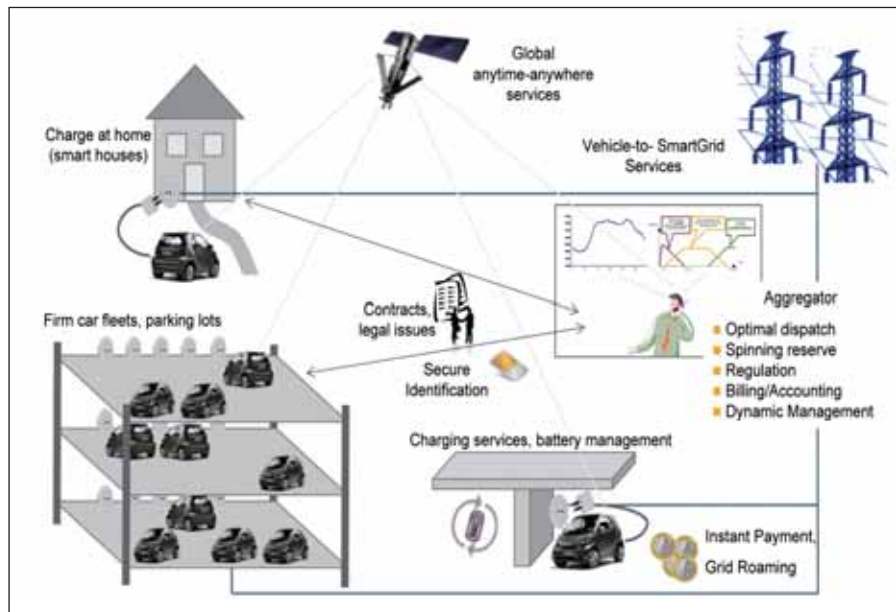 Global
anytime-anywhere
services
Charge at home
(smart houses)
Vehicle-to- SmartGrid
Services
Contracts,
legal issues
Aggregator
Firm car fleets, parking lots
Optimal dispatch
Spinning reserve
Regulation
Billing/Accounting
Dynamic Management
Secure
Identification
Charging services, battery management
Instant Payment,
Grid Roaming